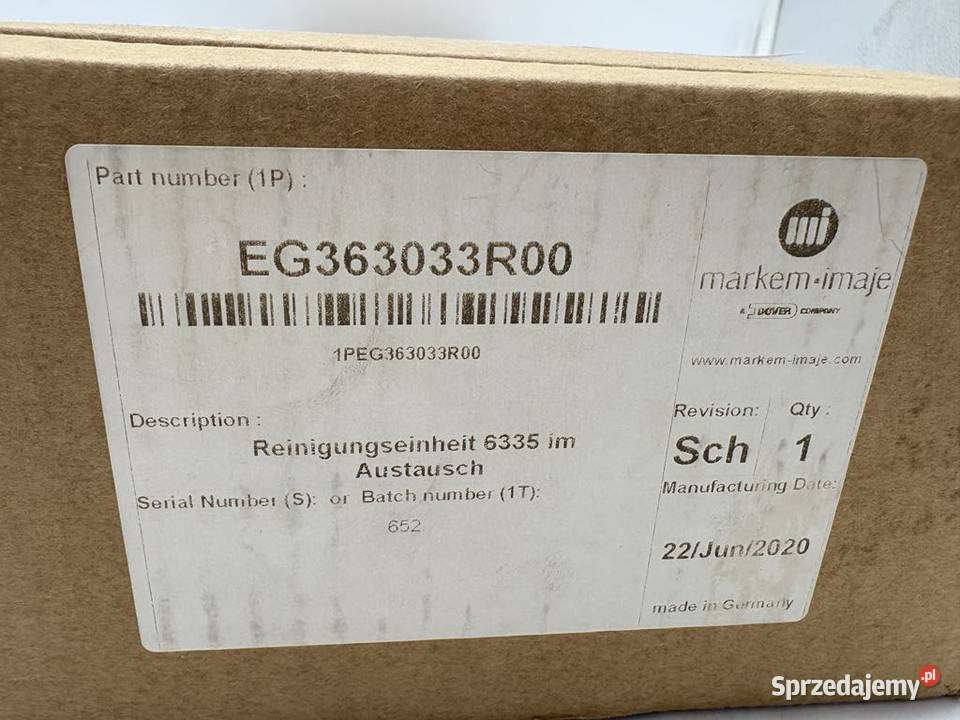 Part number (1P) :
EG363033R00
1PEG363033R00
mi
markem·imaje
A DOVER COMPANY
www.markem-imaje.com
Description :
Reinigungseinheit 6335 im
Austausch
Serial Number (S): or Batch number (1T):
652
Revision: Qty :
Sch 1
Manufacturing Date:
22/Jun/2020
made in Germany
Sprzedajemy.pl